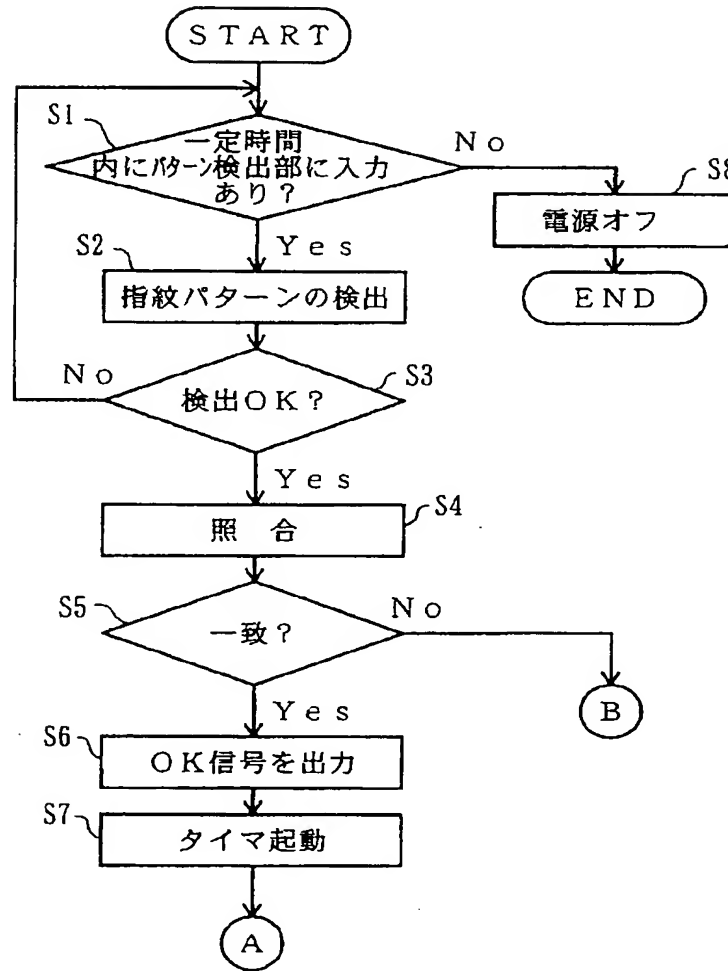 START
S1
一定時間
内にパターン検出部に入力
あり?
No
S8
電源オフ
END
Yes
S2
指紋パターンの検出
No
S3
検出OK?
Yes
S4
照 合
S5
一致?
No
B
Yes
S6
OK信号を出力
S7
タイマ起動
A